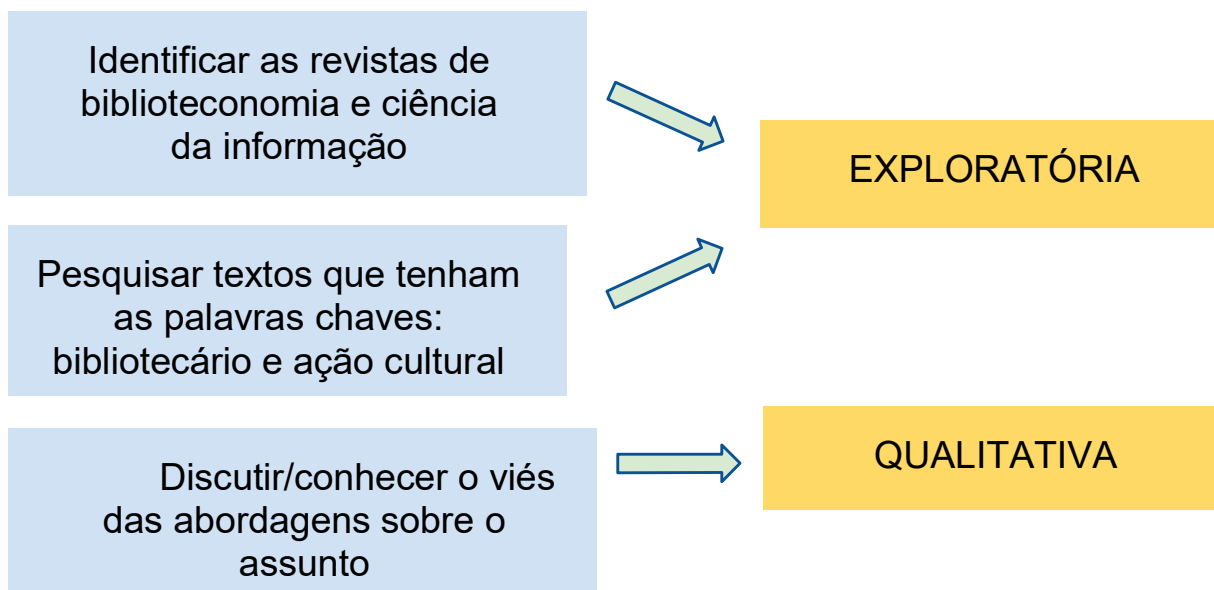 Identificar as revistas de
biblioteconomia e ciência
da informação
EXPLORATÓRIA
Pesquisar textos que tenham
as palavras chaves:
bibliotecário e ação cultural
Discutir/conhecer o viés
das abordagens sobre o
assunto
QUALITATIVA